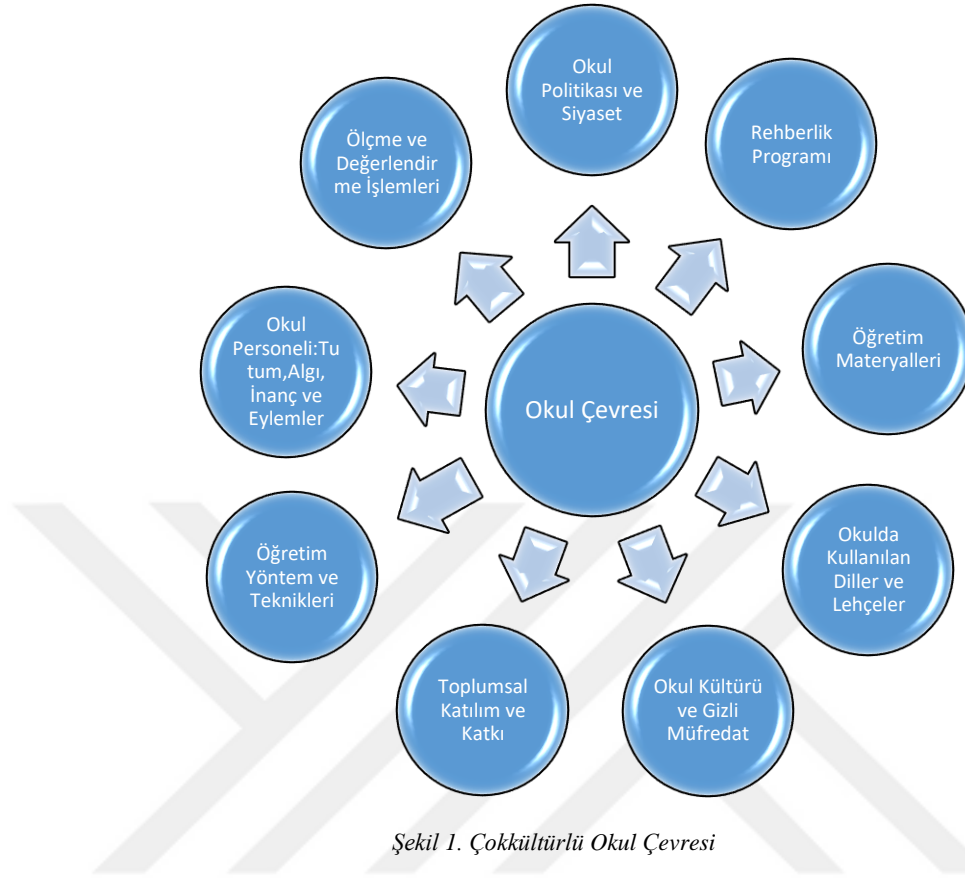 Okul
Politikası ve
Siyaset
Rehberlik
Programı
Öğretim
Materyalleri
Okulda
Kullanılan
Diller ve
Lehçeler
Okul Kültürü
ve Gizli
Müfredat
Toplumsal
Katılım ve
Katkı
Öğretim
Yöntem ve
Teknikleri
Okul
Personeli:Tu
tum,Algı,
İnanç ve
Eylemler
Ölçme ve
Değerlendir
me İşlemleri
Okul Çevresi
Şekil 1. Çokkültürlü Okul Çevresi